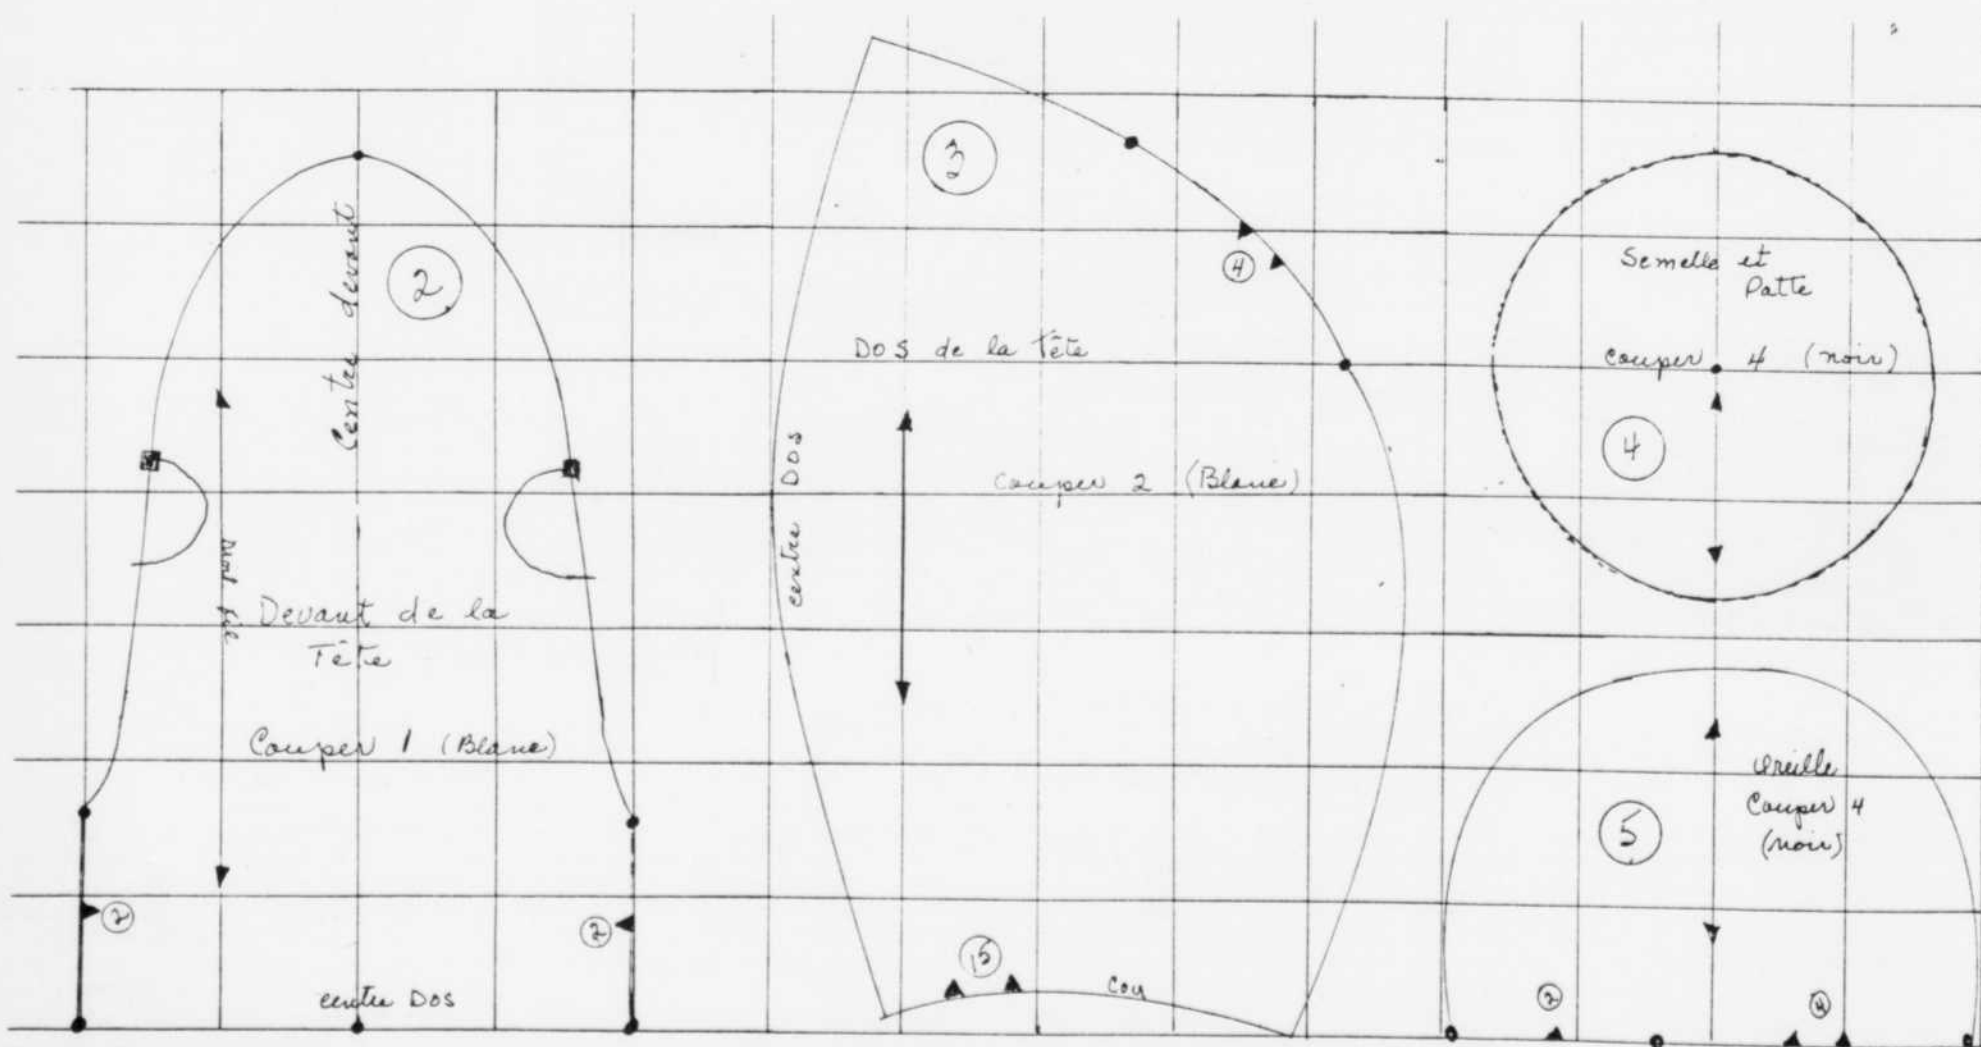 Centre devant
2
Droit fil
Devant de la
Tête
Couper 1 (Blanc)
2
2
centre DOS
3
4
DOS de la Tête
centre DOS
Couper 2 (Blanc)
15
Cou
Semelle et
Patte
Couper 4 (noir)
4
Oreille
Couper 4
(noir)
5
2
4